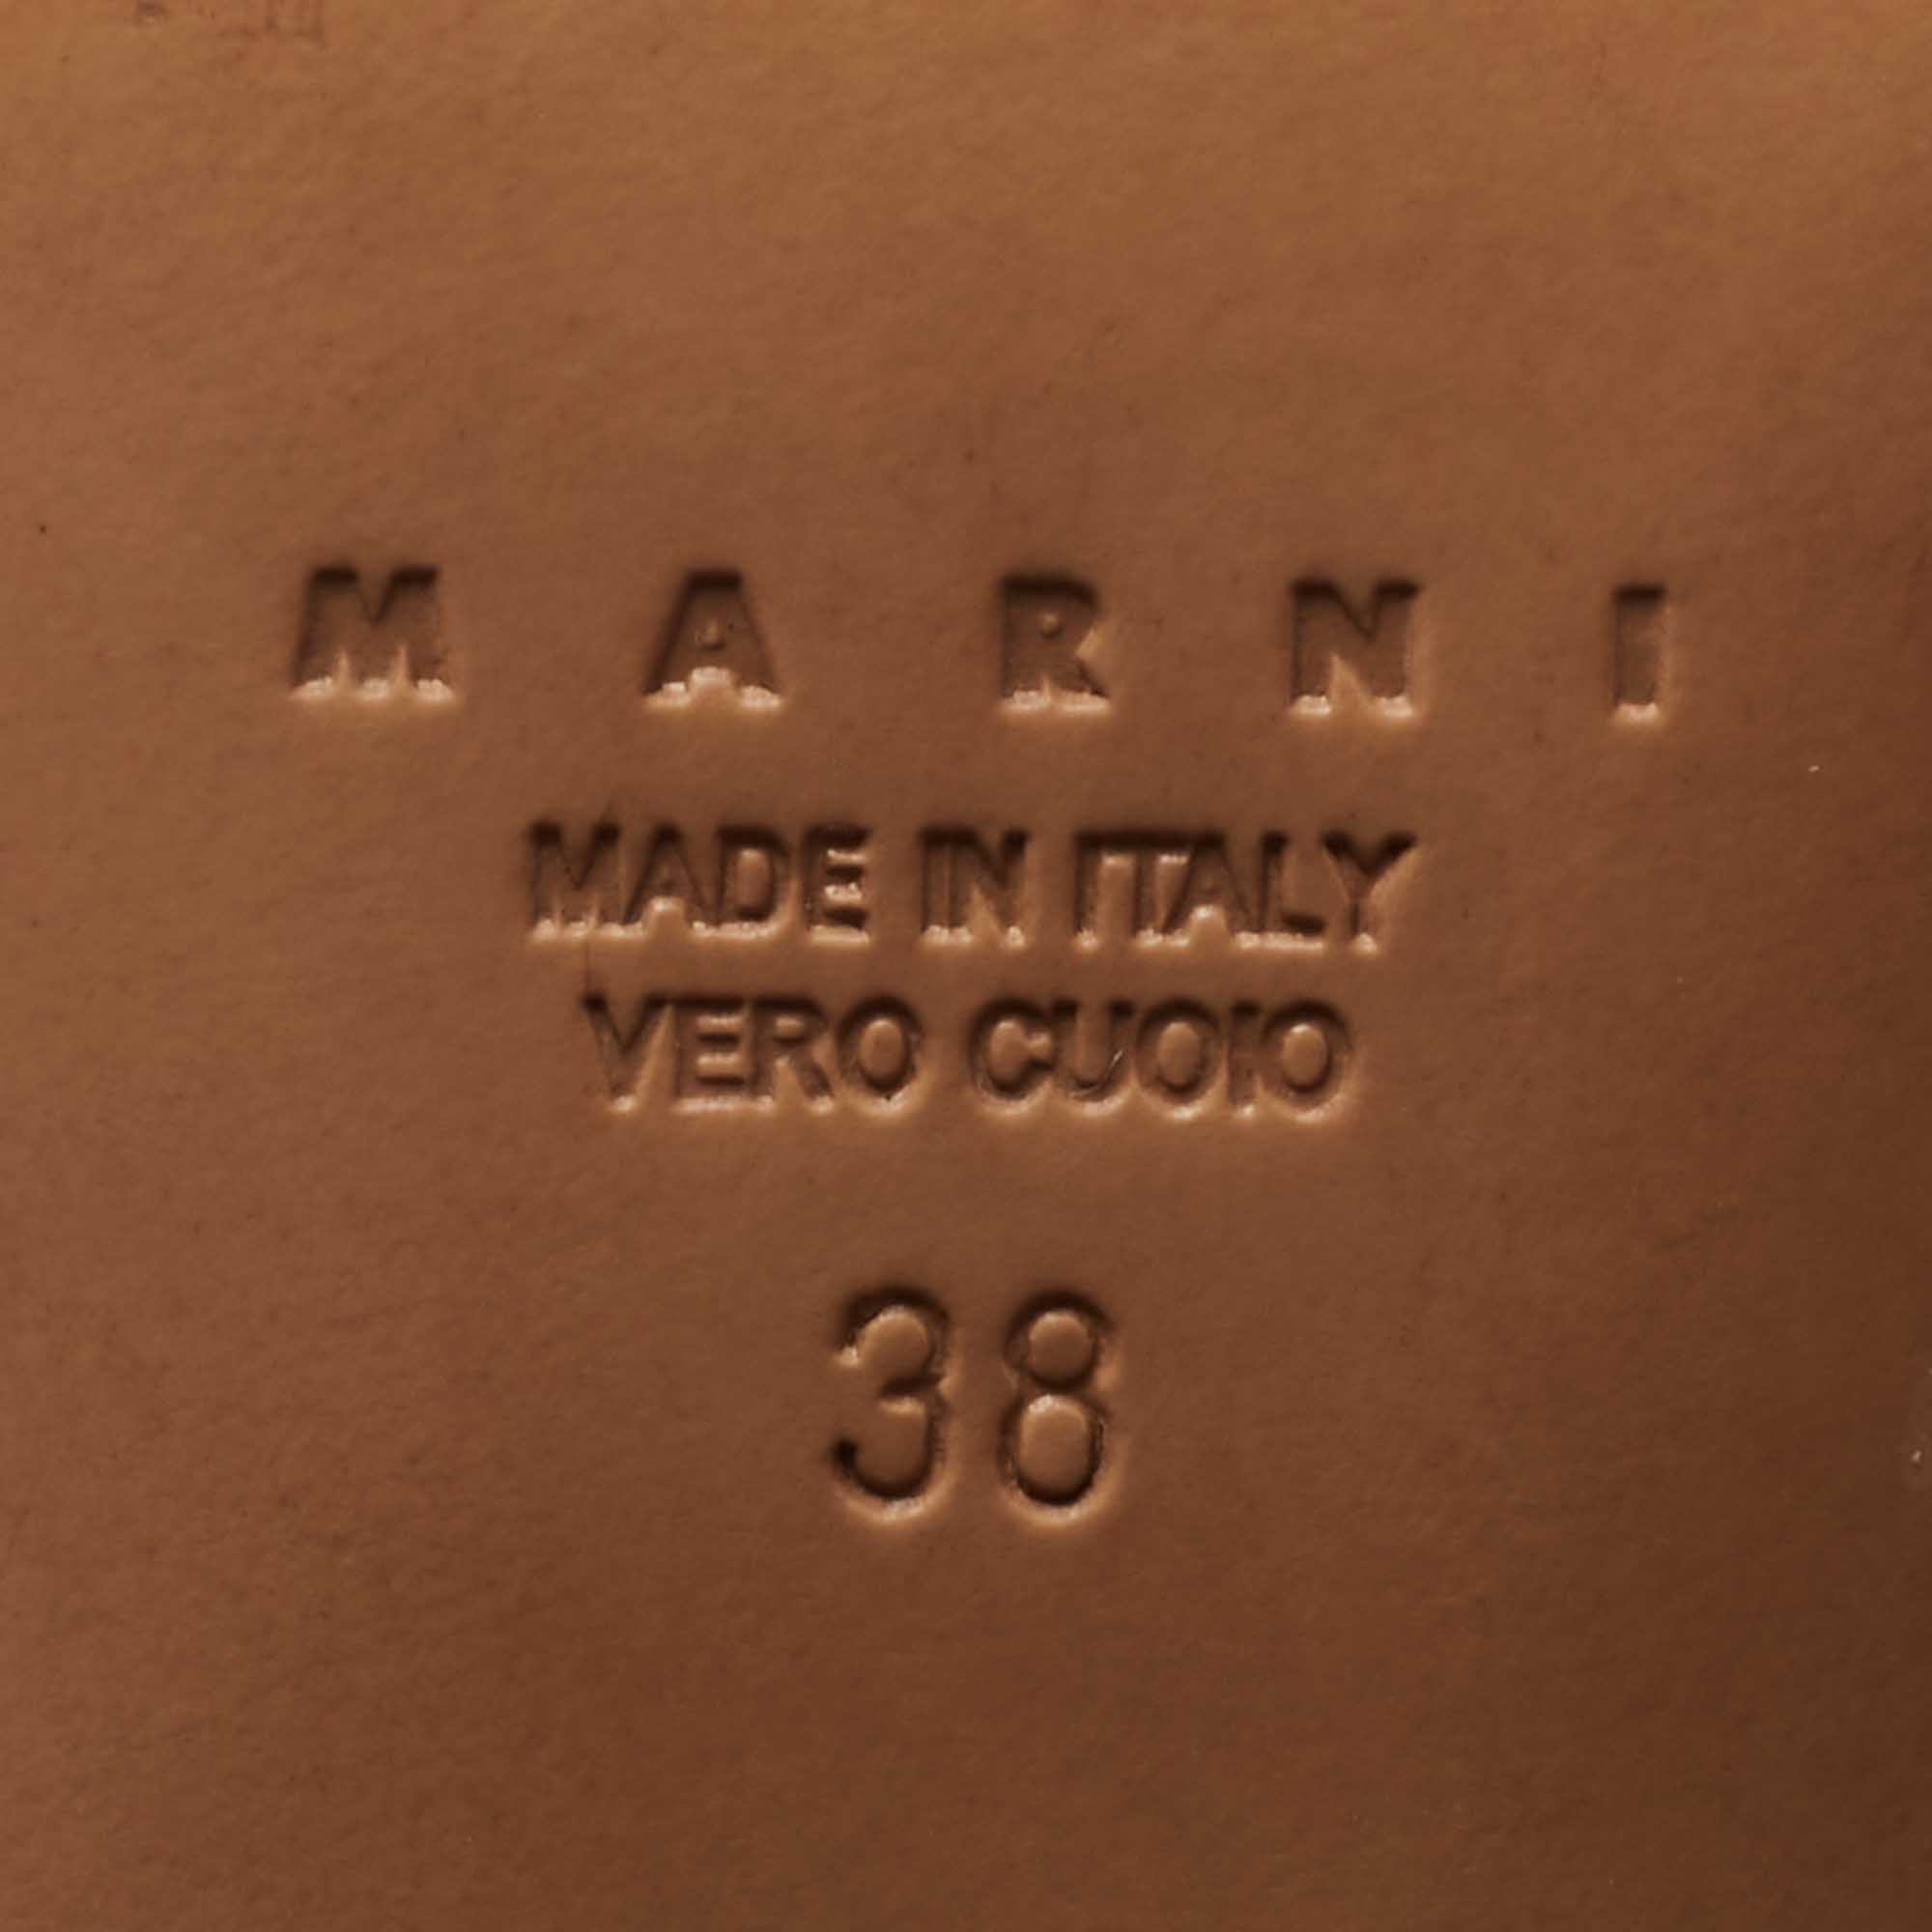 MARNI
MADE IN ITALY
VERO CUOIO
38